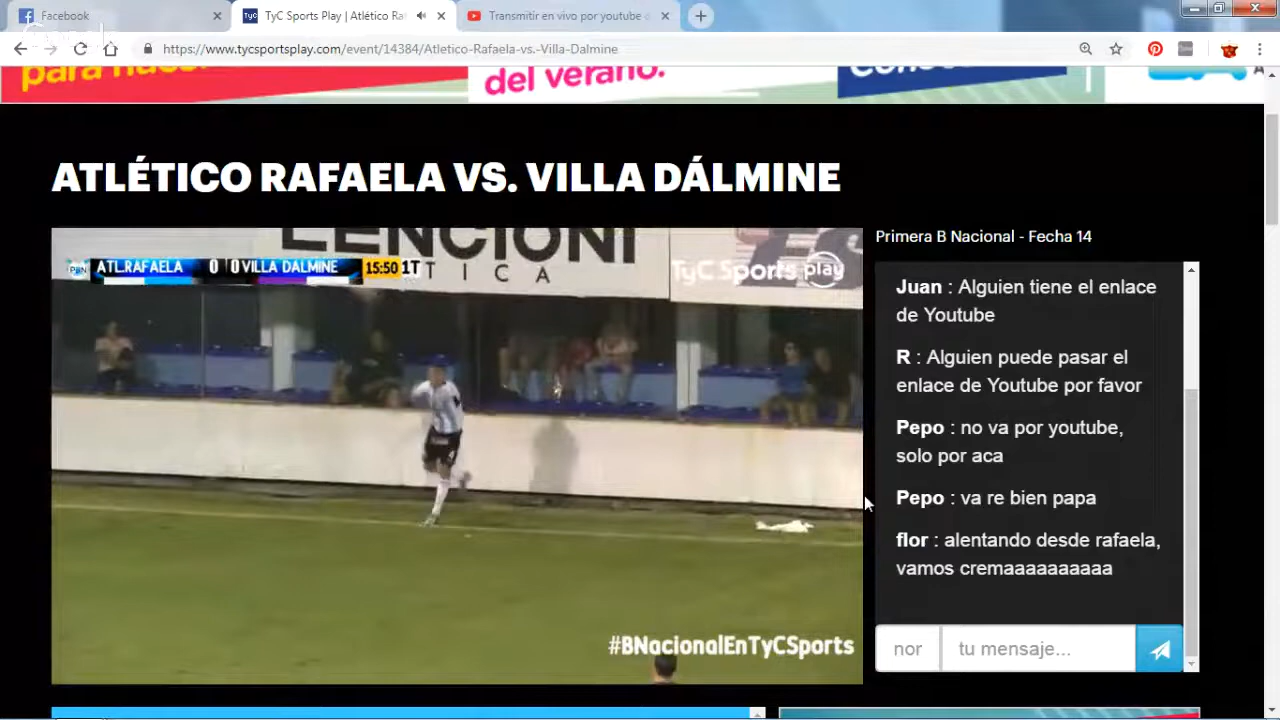 Facebook
TyC Sports Play | Atlético Ra
Transmitir en vivo por youtube d
https://www.tycsportsplay.com/event/14384/Atletico-Rafaela-vs.-Villa-Dalmine
del verano.
ATLÉTICO RAFAELA VS. VILLA DÁLMINE
Primera B Nacional - Fecha 14
LENCIONI
TICA
ATL.RAFAELA 0 0 VILLA DALMINE 15:50 1T
TyC Sports play
#BNacionalEnTyCSports
Juan : Alguien tiene el enlace
de Youtube
R : Alguien puede pasar el
enlace de Youtube por favor
Pepo : no va por youtube,
solo por aca
Pepo : va re bien papa
flor : alentando desde rafaela,
vamos cremaaaaaaaaaa
nor
tu mensaje...